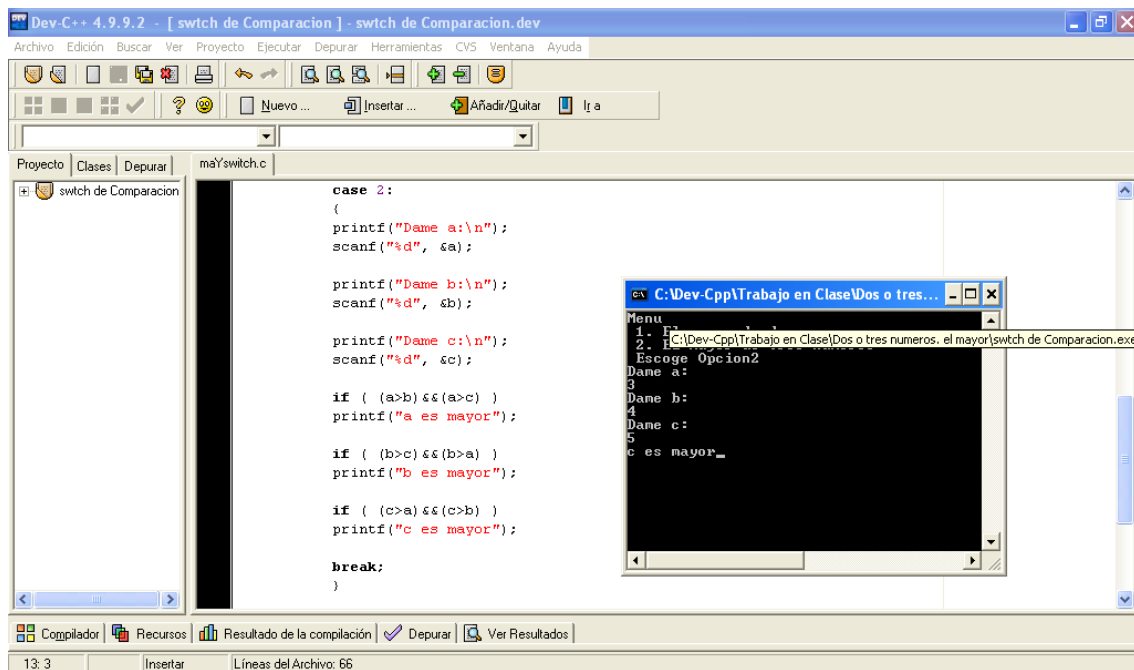 Dev-C++ 4.9.9.2 - [ swtch de Comparacion ] - swtch de Comparacion.dev
Archivo Edición Buscar Ver Proyecto Ejecutar Depurar Herramientas CVS Ventana Ayuda
Nuevo ... Insertar ... Añadir/Quitar Ir a
Proyecto Clases Depurar maYswitch.c
swtch de Comparacion
case 2:
{
printf("Dame a:\n");
scanf("%d", &a);
printf("Dame b:\n");
scanf("%d", &b);
printf("Dame c:\n");
scanf("%d", &c);
if ( (a>b)&&(a>c) )
printf("a es mayor");
if ( (b>c)&&(b>a) )
printf("b es mayor");
if ( (c>a)&&(c>b) )
printf("c es mayor");
break;
}
C:\Dev-Cpp\Trabajo en Clase\Dos o tres...
Menu
1.
C:\Dev-Cpp\Trabajo en Clase\Dos o tres numeros. el mayor\swtch de Comparacion.exe
2.
Escoge Opcion2
Dame a:
3
Dame b:
4
Dame c:
5
c es mayor_
Compilador Recursos Resultado de la compilación Depurar Ver Resultados
13: 3 Insertar Líneas del Archivo: 66